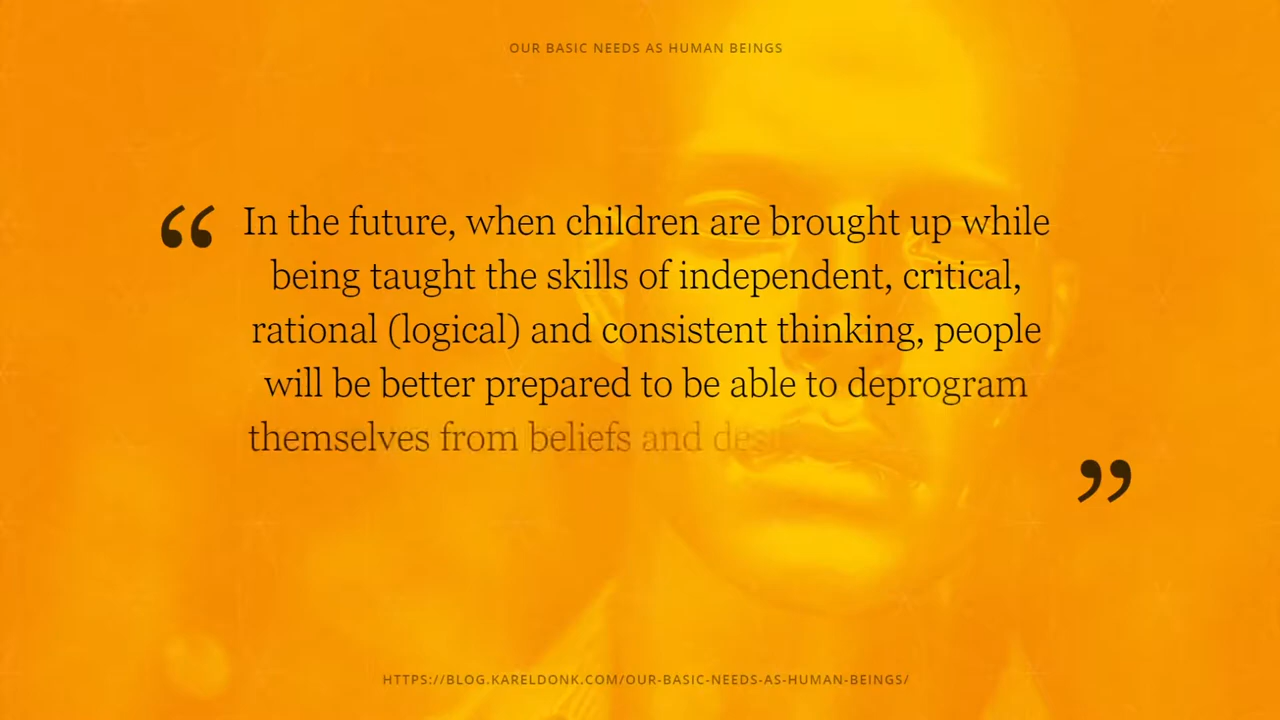 OUR BASIC NEEDS AS HUMAN BEINGS
“ In the future, when children are brought up while
being taught the skills of independent, critical,
rational (logical) and consistent thinking, people
will be better prepared to be able to deprogram
themselves from beliefs and
”
HTTPS://BLOG.KARELDONK.COM/OUR-BASIC-NEEDS-AS-HUMAN-BEINGS/